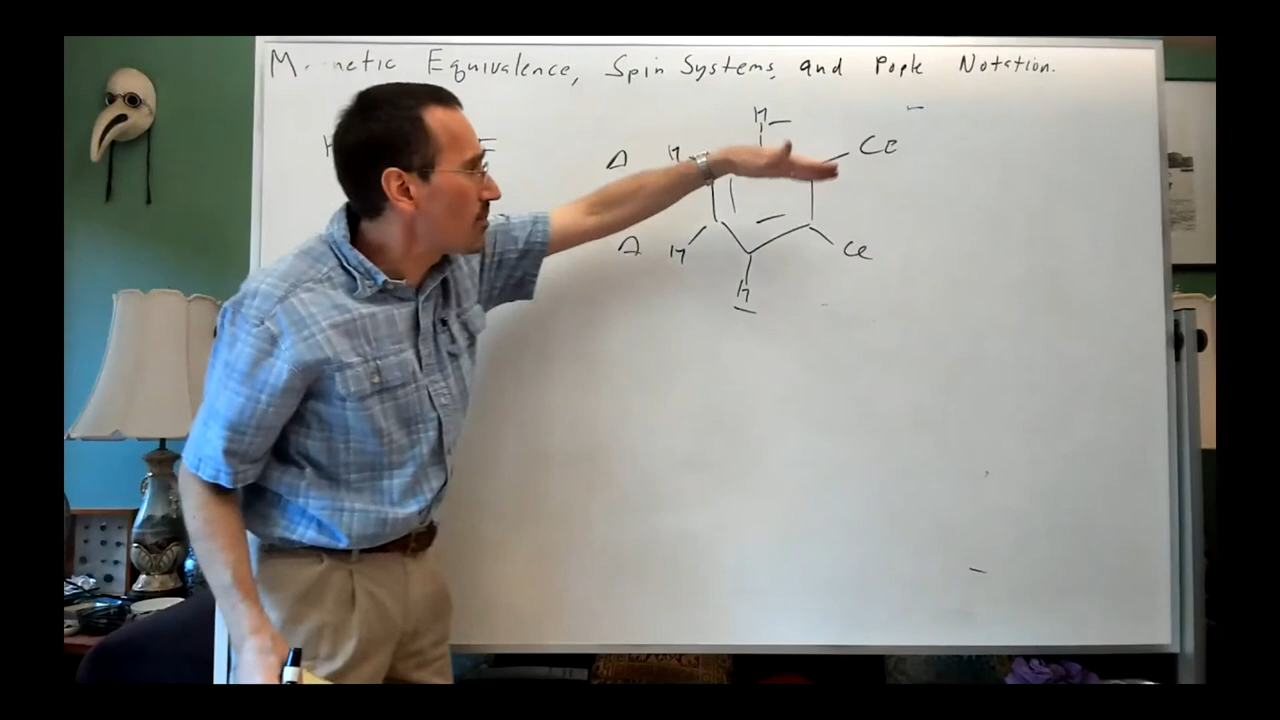 M netic Equivalence, Spin Systems, and Pople Notation.
H
H
Cl
H
Cl
H